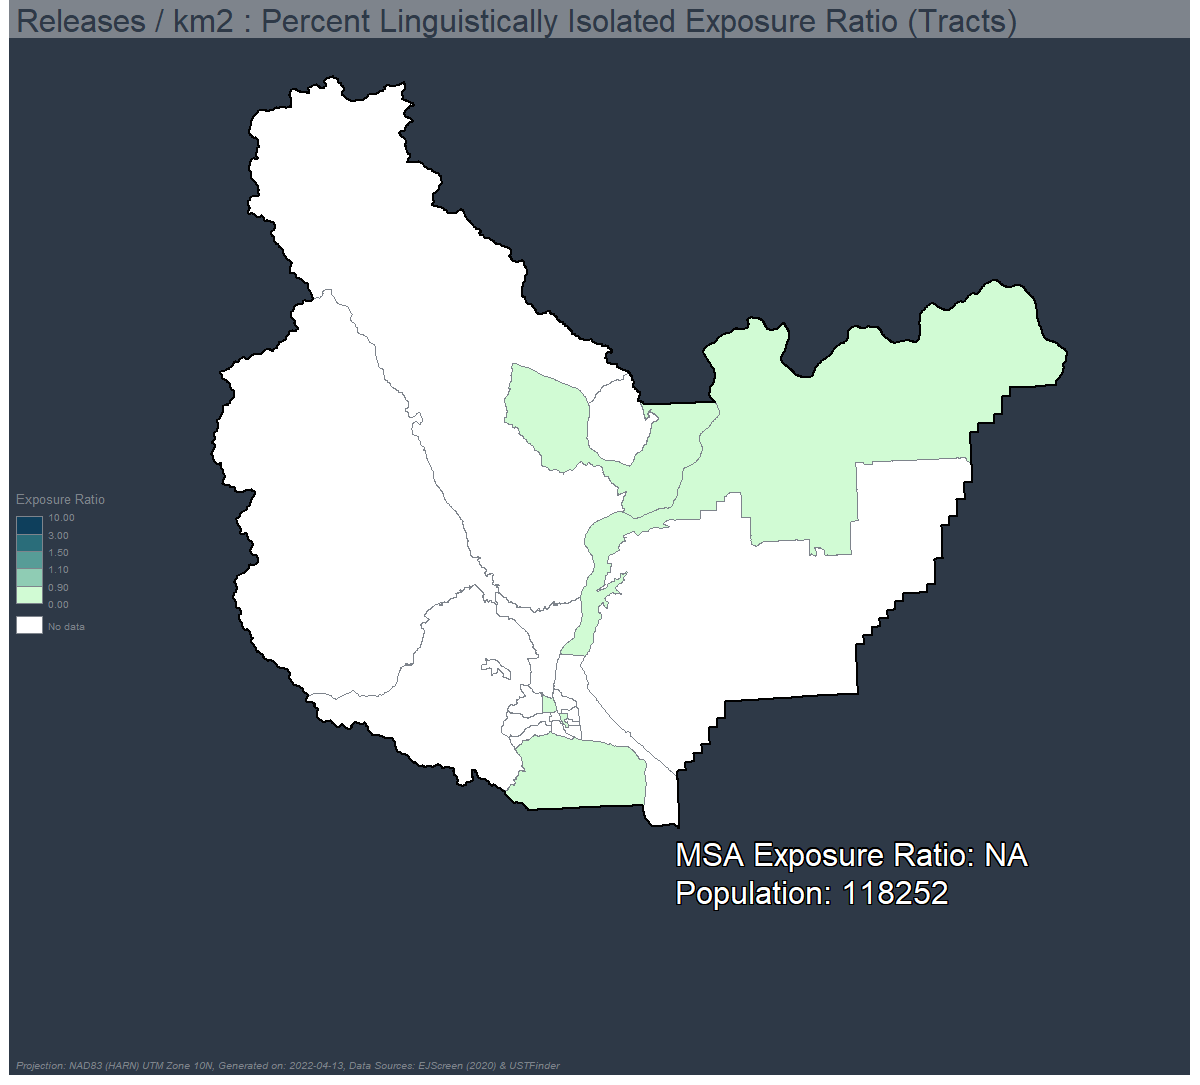 Releases / km2 : Percent Linguistically Isolated Exposure Ratio (Tracts)
Exposure Ratio
10.00
3.00
1.50
1.10
0.90
0.00
No data
MSA Exposure Ratio: NA
Population: 118252
Projection: NAD83 (HARN) UTM Zone 10N, Generated on: 2022-04-13, Data Sources: EJScreen (2020) & USTFinder